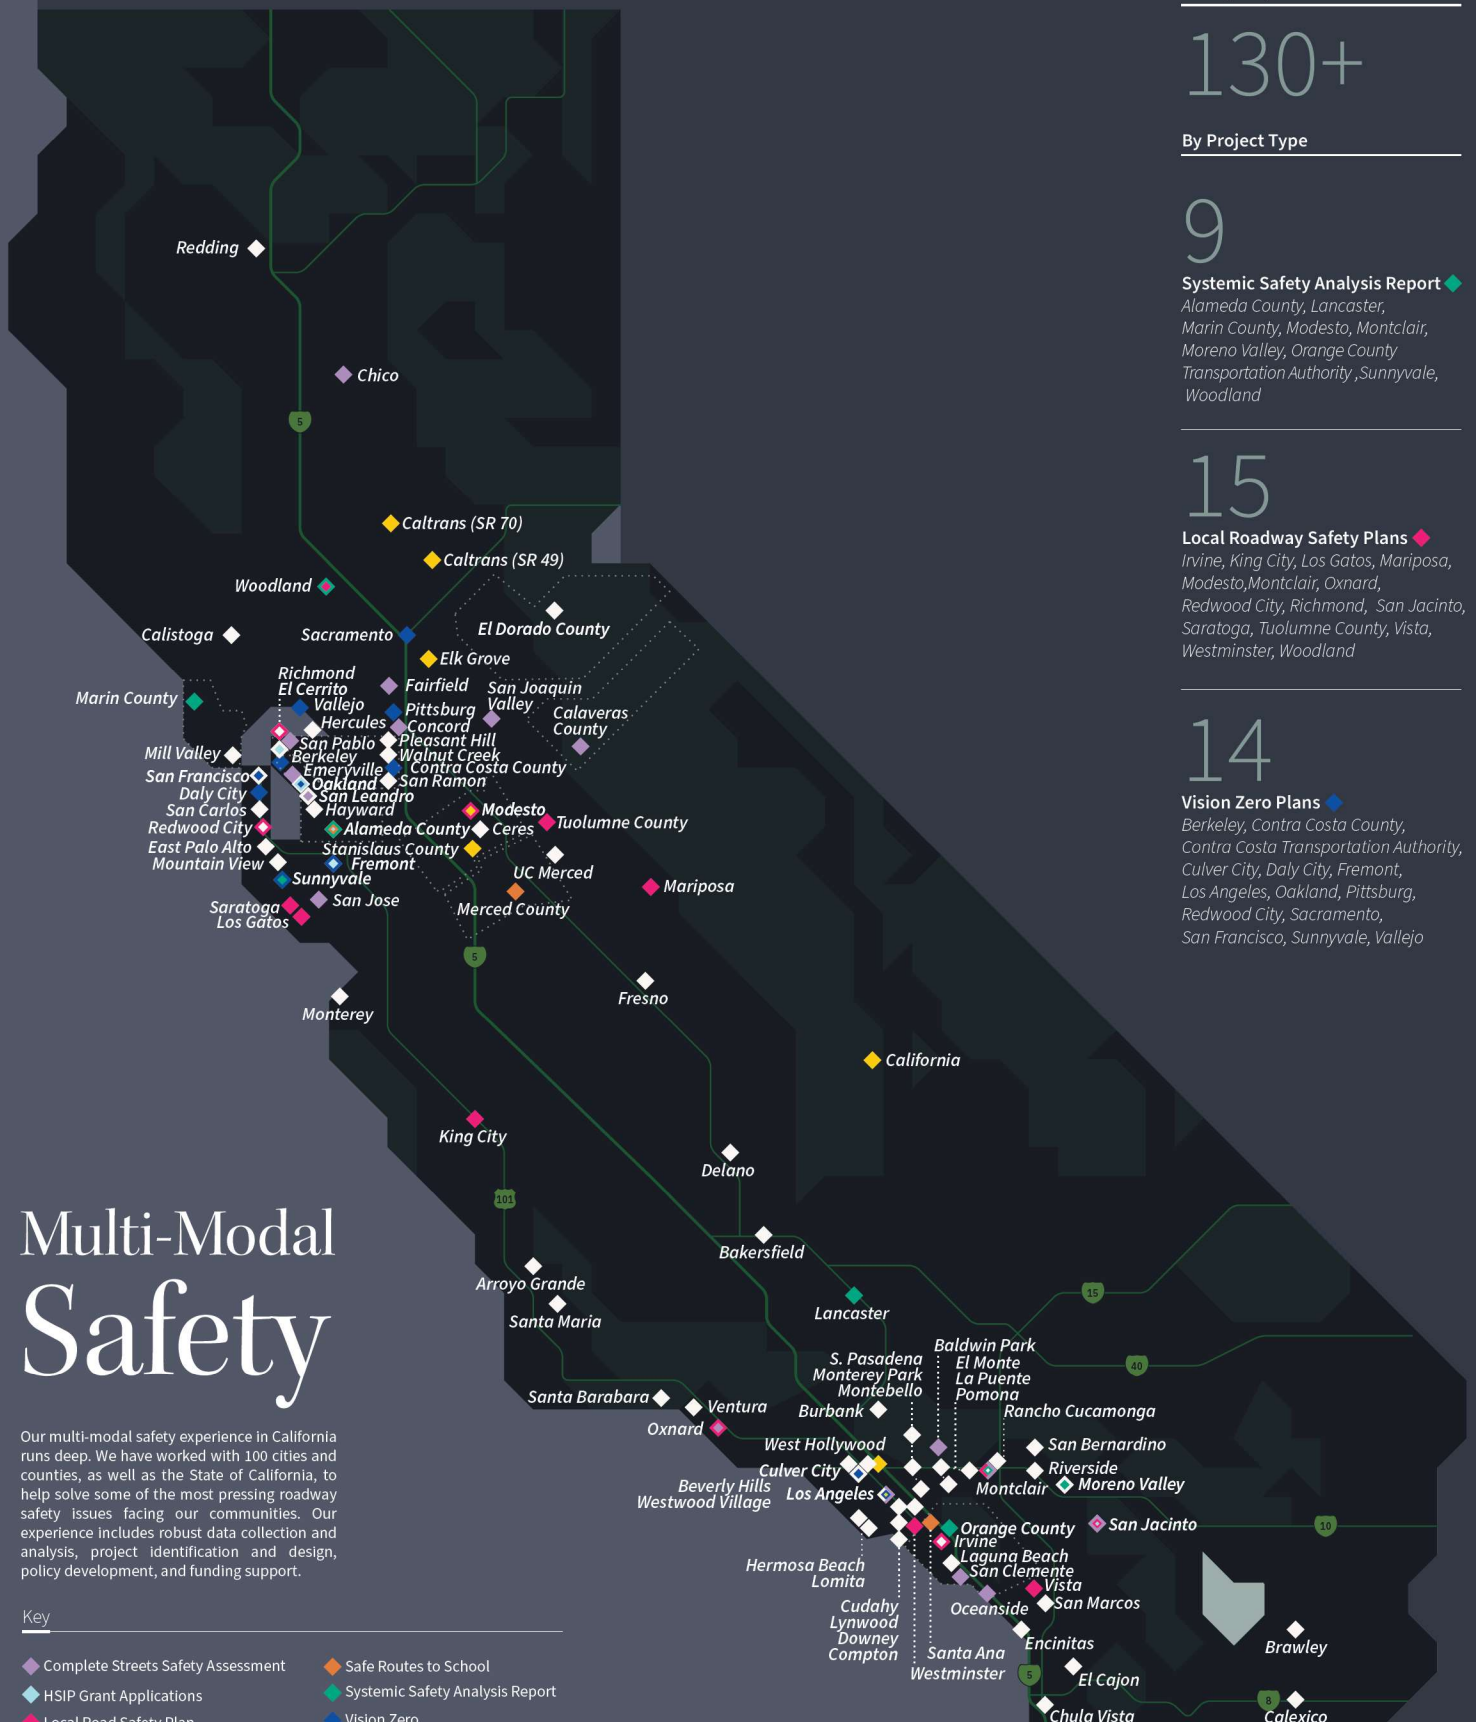 130+
By Project Type
9
Systemic Safety Analysis Report
Alameda County, Lancaster,
Marin County, Modesto, Montclair,
Moreno Valley, Orange County
Transportation Authority ,Sunnyvale,
Woodland
15
Local Roadway Safety Plans
Irvine, King City, Los Gatos, Mariposa,
Modesto,Montclair, Oxnard,
Redwood City, Richmond, San Jacinto,
Saratoga, Tuolumne County, Vista,
Westminster, Woodland
14
Vision Zero Plans
Berkeley, Contra Costa County,
Contra Costa Transportation Authority,
Culver City, Daly City, Fremont,
Los Angeles, Oakland, Pittsburg,
Redwood City, Sacramento,
San Francisco, Sunnyvale, Vallejo
Redding
Chico
5
Caltrans (SR 70)
Caltrans (SR 49)
Woodland
El Dorado County
Calistoga
Sacramento
Elk Grove
Richmond
El Cerrito
Fairfield
San Joaquin
Valley
Marin County
Vallejo
Pittsburg
Calaveras
County
Hercules
Concord
San Pablo
Pleasant Hill
Mill Valley
Berkeley
Walnut Creek
Emeryville
Contra Costa County
San Francisco
Oakland
San Ramon
Daly City
San Leandro
San Carlos
Hayward
Modesto
Redwood City
Alameda County
Ceres
Tuolumne County
East Palo Alto
Stanislaus County
Mountain View
Fremont
UC Merced
Sunnyvale
Mariposa
San Jose
Saratoga
Merced County
Los Gatos
5
Fresno
Monterey
California
King City
Delano
101
Bakersfield
Arroyo Grande
Santa Maria
Lancaster
15
40
Baldwin Park
S. Pasadena
Monterey Park
Montebello
El Monte
La Puente
Pomona
Santa Barabara
Ventura
Burbank
Rancho Cucamonga
Oxnard
West Hollywood
San Bernardino
Culver City
Riverside
Beverly Hills
Westwood Village
Los Angeles
Montclair
Moreno Valley
Orange County
San Jacinto
10
Irvine
Laguna Beach
San Clemente
Hermosa Beach
Lomita
Vista
San Marcos
Oceanside
Cudahy
Lynwood
Downey
Compton
Encinitas
Santa Ana
Westminster
Brawley
5
El Cajon
8
Chula Vista
Calexico
Multi-Modal
Safety
Our multi-modal safety experience in California
runs deep. We have worked with 100 cities and
counties, as well as the State of California, to
help solve some of the most pressing roadway
safety issues facing our communities. Our
experience includes robust data collection and
analysis, project identification and design,
policy development, and funding support.
Key
Complete Streets Safety Assessment
HSIP Grant Applications
Local Road Safety Plan
Safe Routes to School
Systemic Safety Analysis Report
Vision Zero